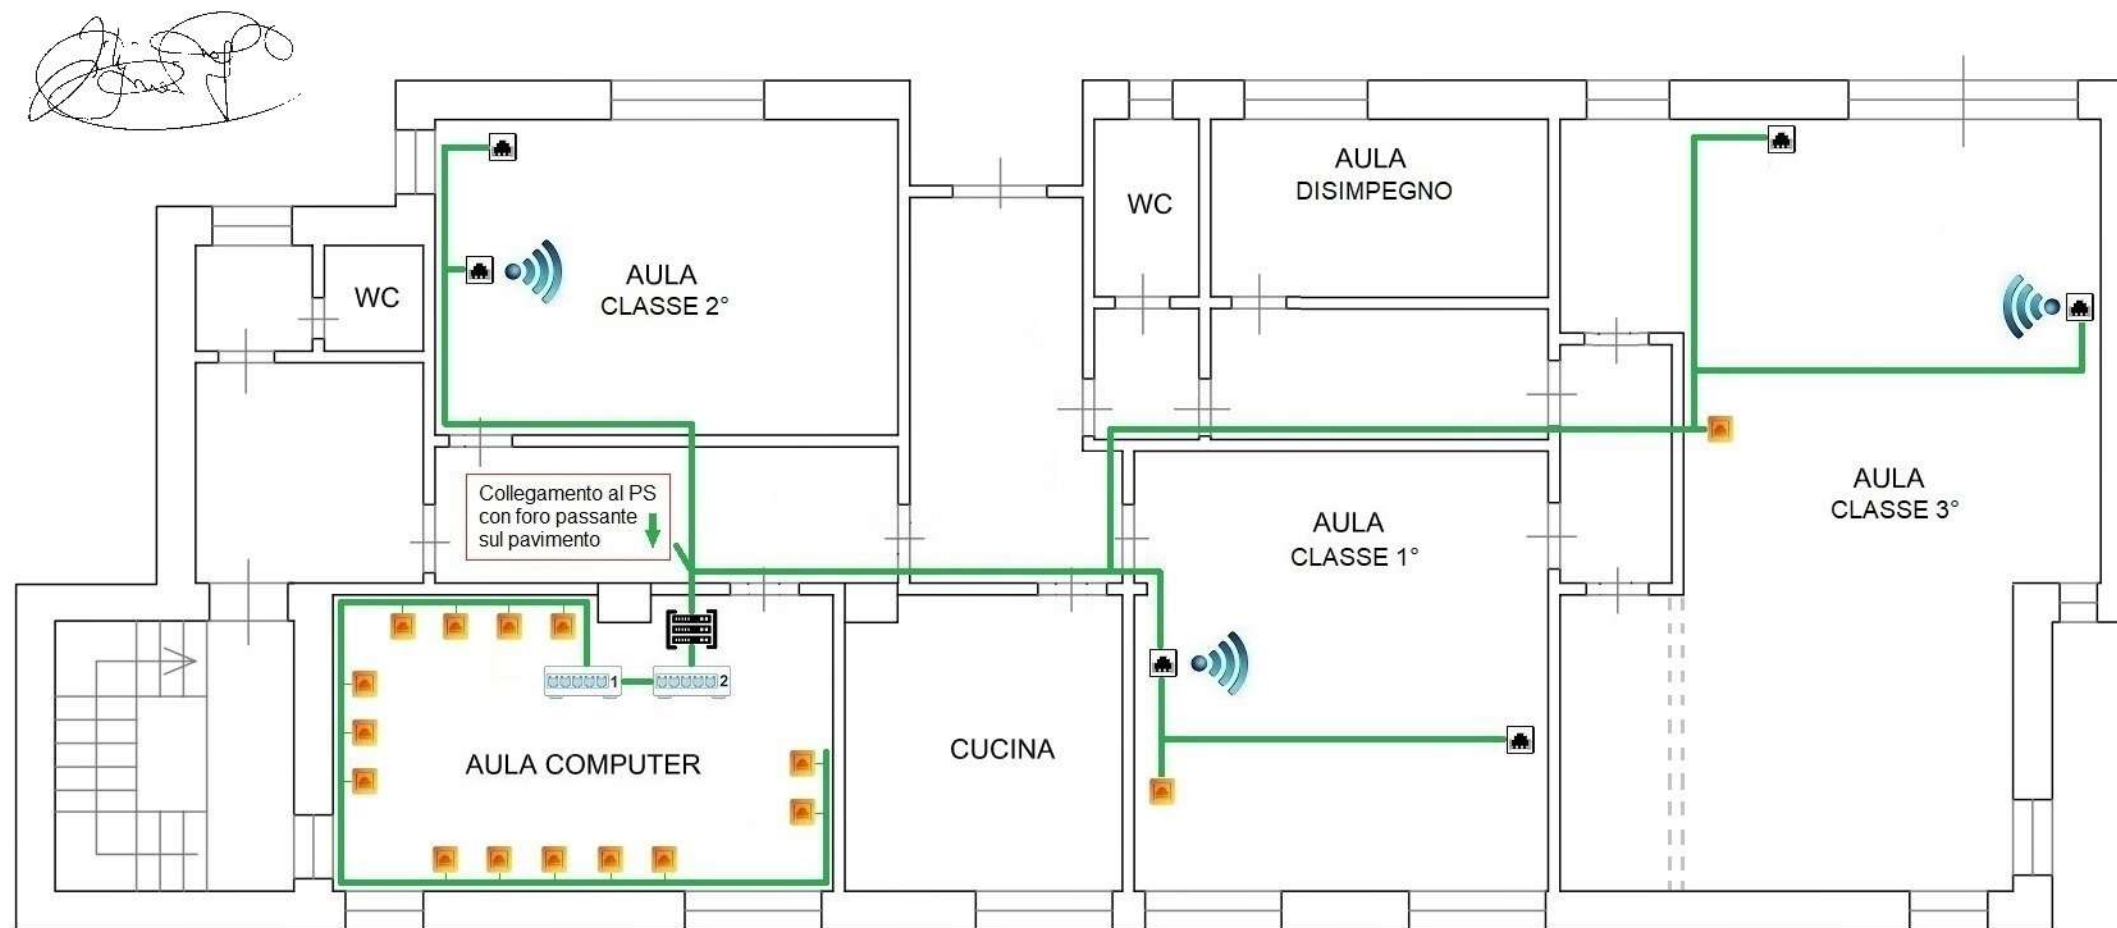 AULA
DISIMPEGNO
WC
AULA
CLASSE 2°
WC
AULA
CLASSE 3°
Collegamento al PS
con foro passante
sul pavimento
AULA
CLASSE 1°
1
2
AULA COMPUTER
CUCINA